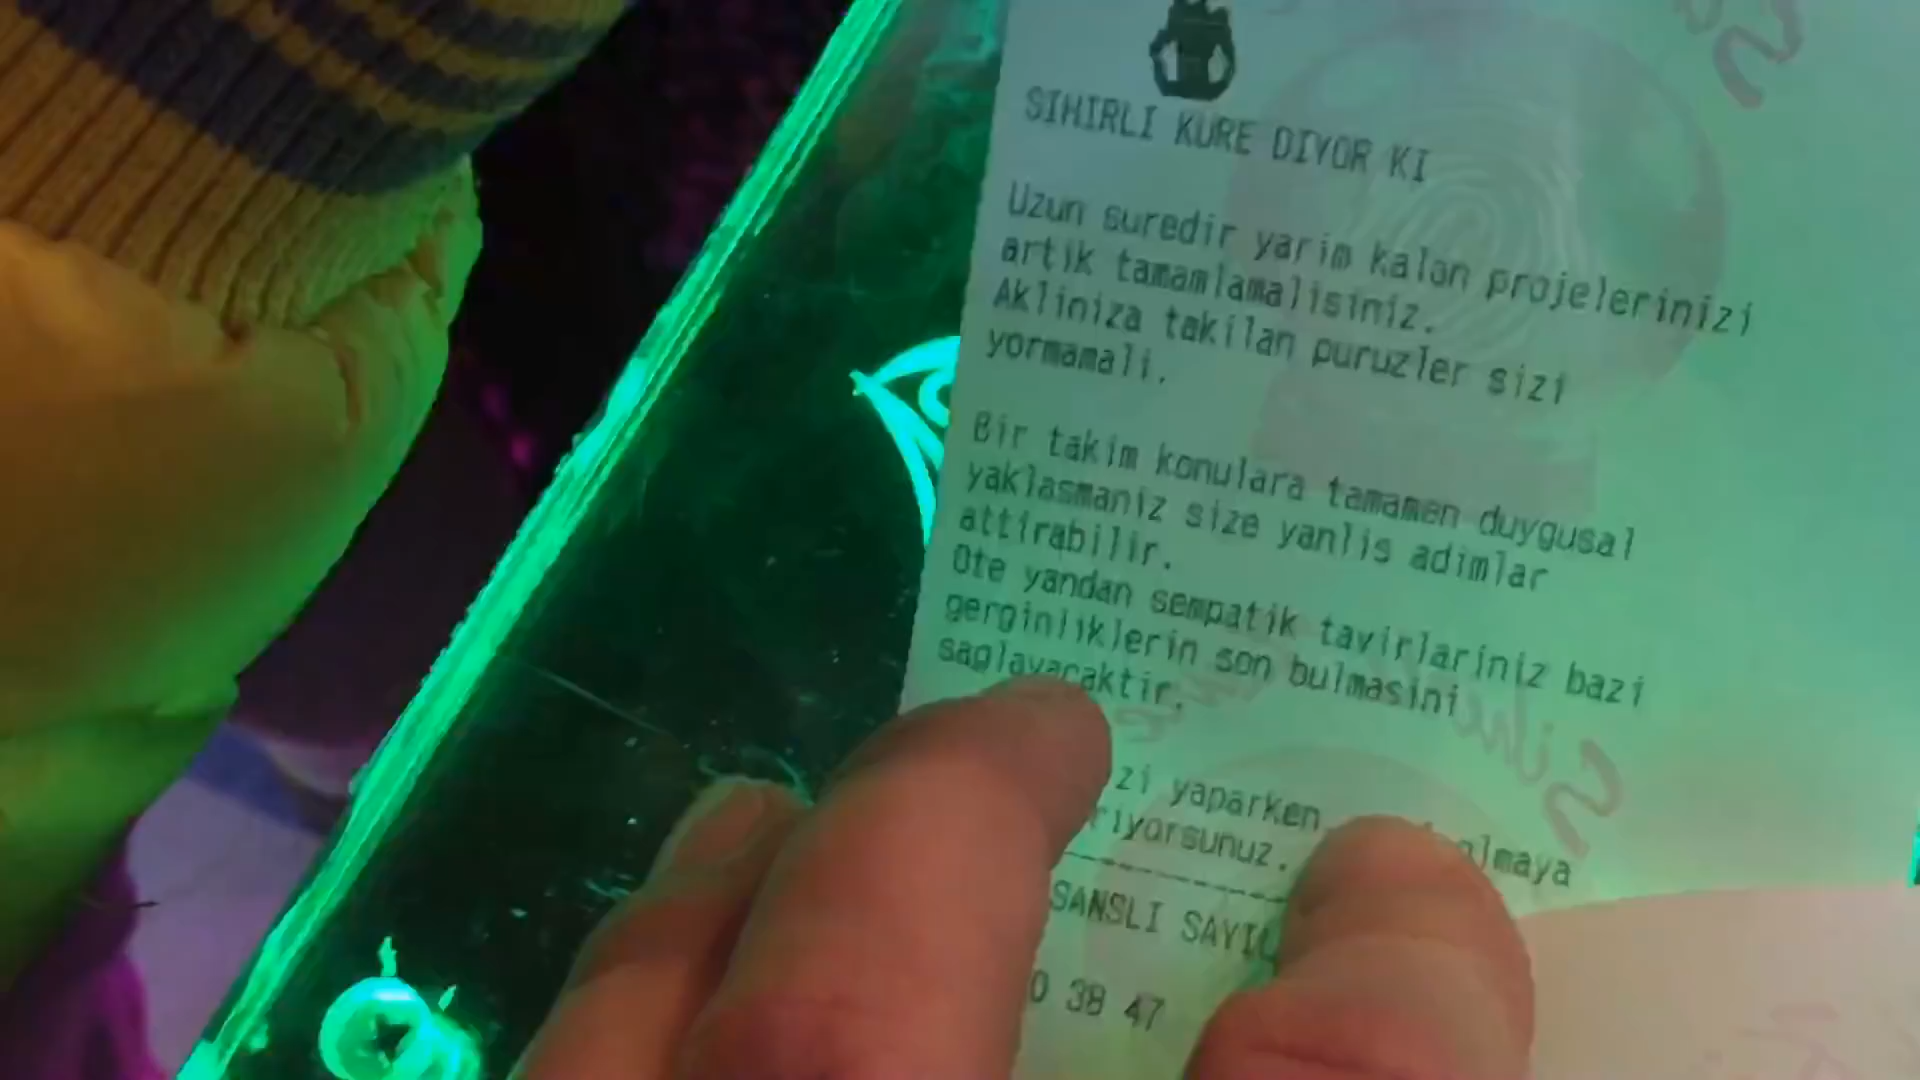 SIHIRLI KURE DIYOR KI
Uzun suredir yarim kalan projelerinizi
artik tamamlamalisiniz.
Akliniza takilan puruzler sizi
yormamali.
Bir takim konulara tamamen duygusal
yaklasmaniz size yanlis adimlar
attirabilir.
Ote yandan sempatik tavirlariniz bazi
gerginliklerin son bulmasini
saglayacaktir.
yaparken
SANSLI
38 47